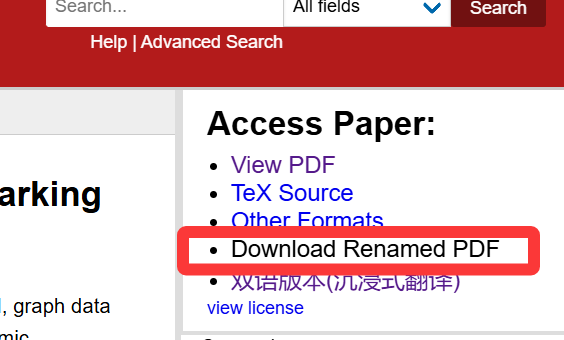 Search...
All fields
Search
Help | Advanced Search
Access Paper:
View PDF
TeX Source
Other Formats
Download Renamed PDF
双语版本(沉浸式翻译)
view license
arking
, graph data
mic